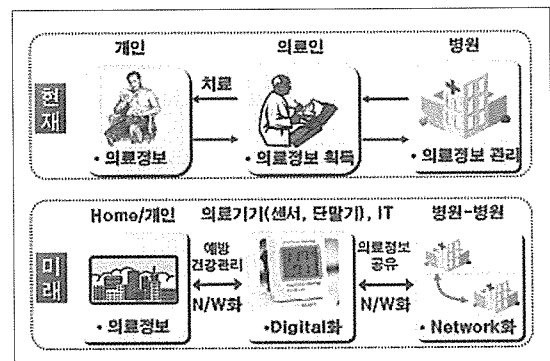 개인 의료인 병원
현재
치료
• 의료정보 • 의료정보 획득 • 의료정보 관리
Home/개인 의료기기(센서, 단말기), IT 병원-병원
미래
예방 건강관리
의료정보 공유
N/W화 N/W화
• 의료정보 •Digital화 • Network화